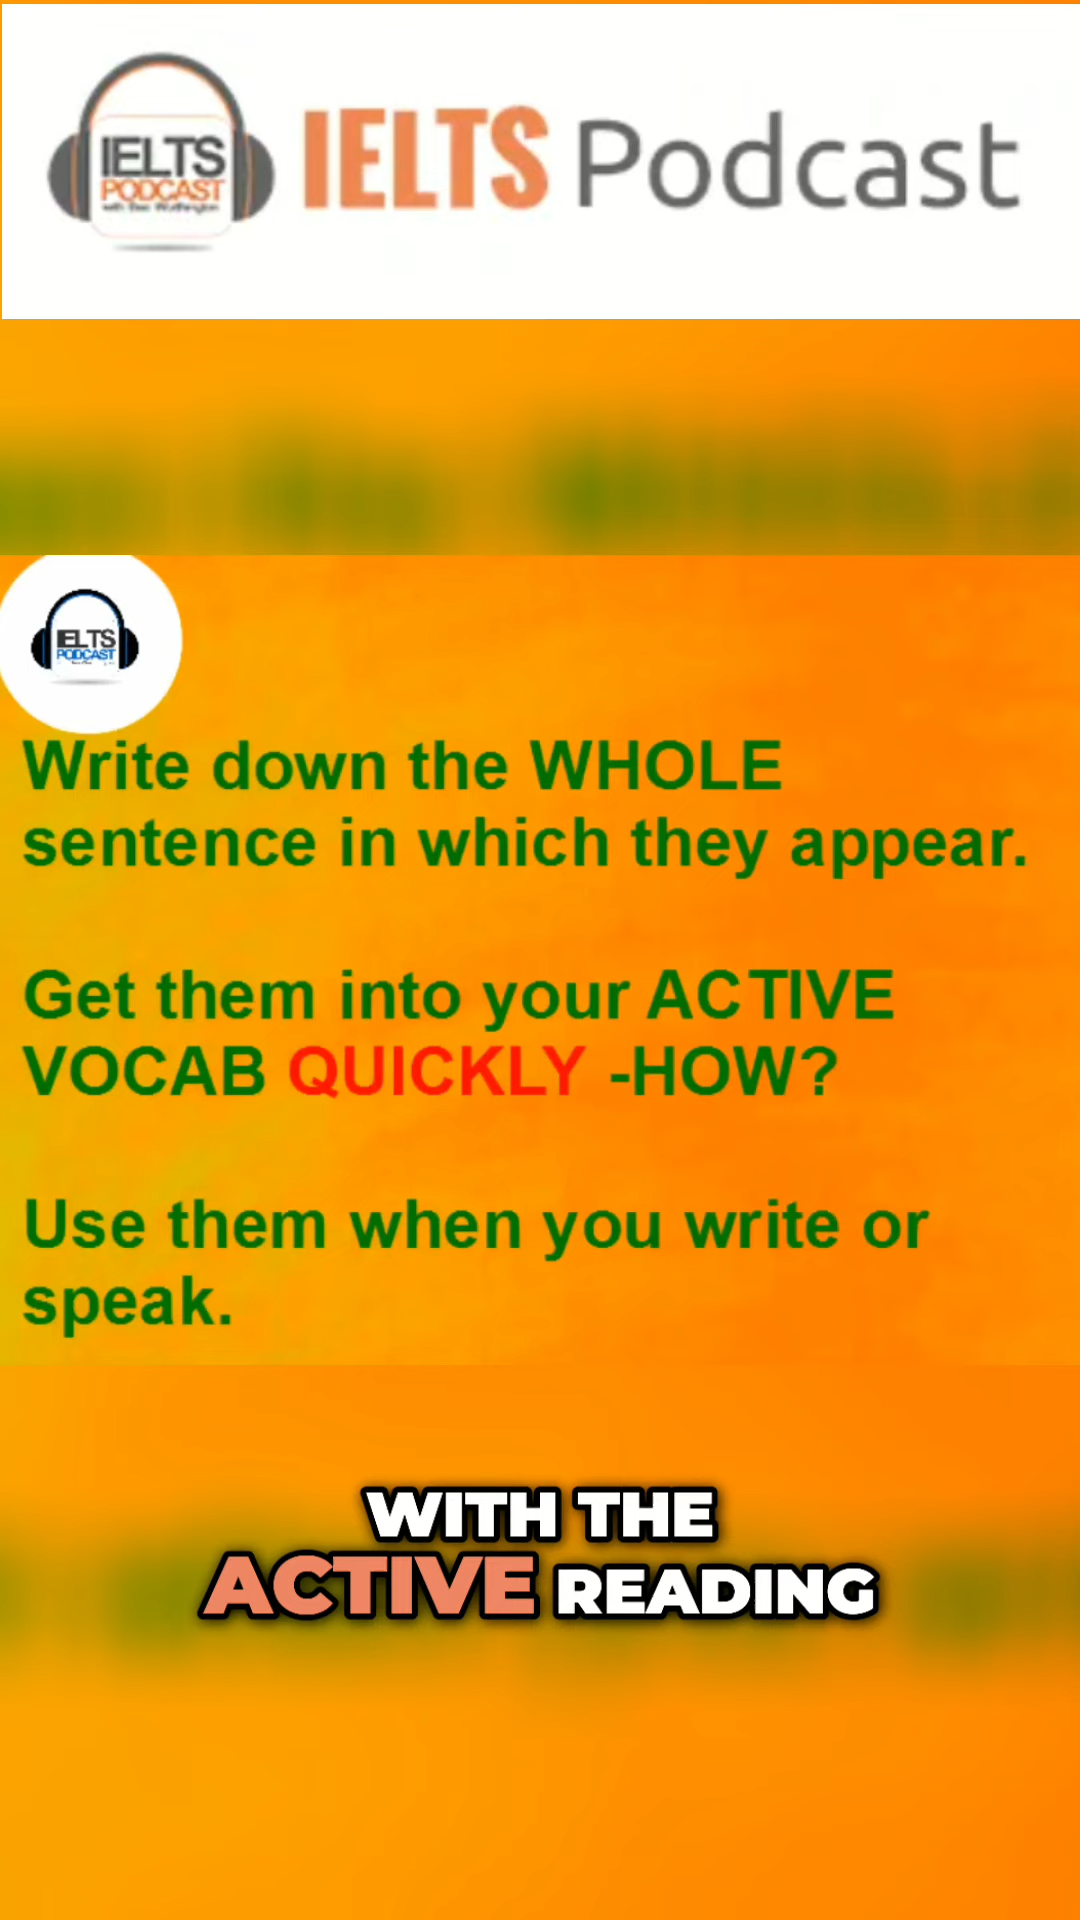 IELTS
PODCAST
IELTS Podcast
IELTS
PODCAST
Write down the WHOLE
sentence in which they appear.
Get them into your ACTIVE
VOCAB QUICKLY -HOW?
Use them when you write or
speak.
WITH THE
ACTIVE READING